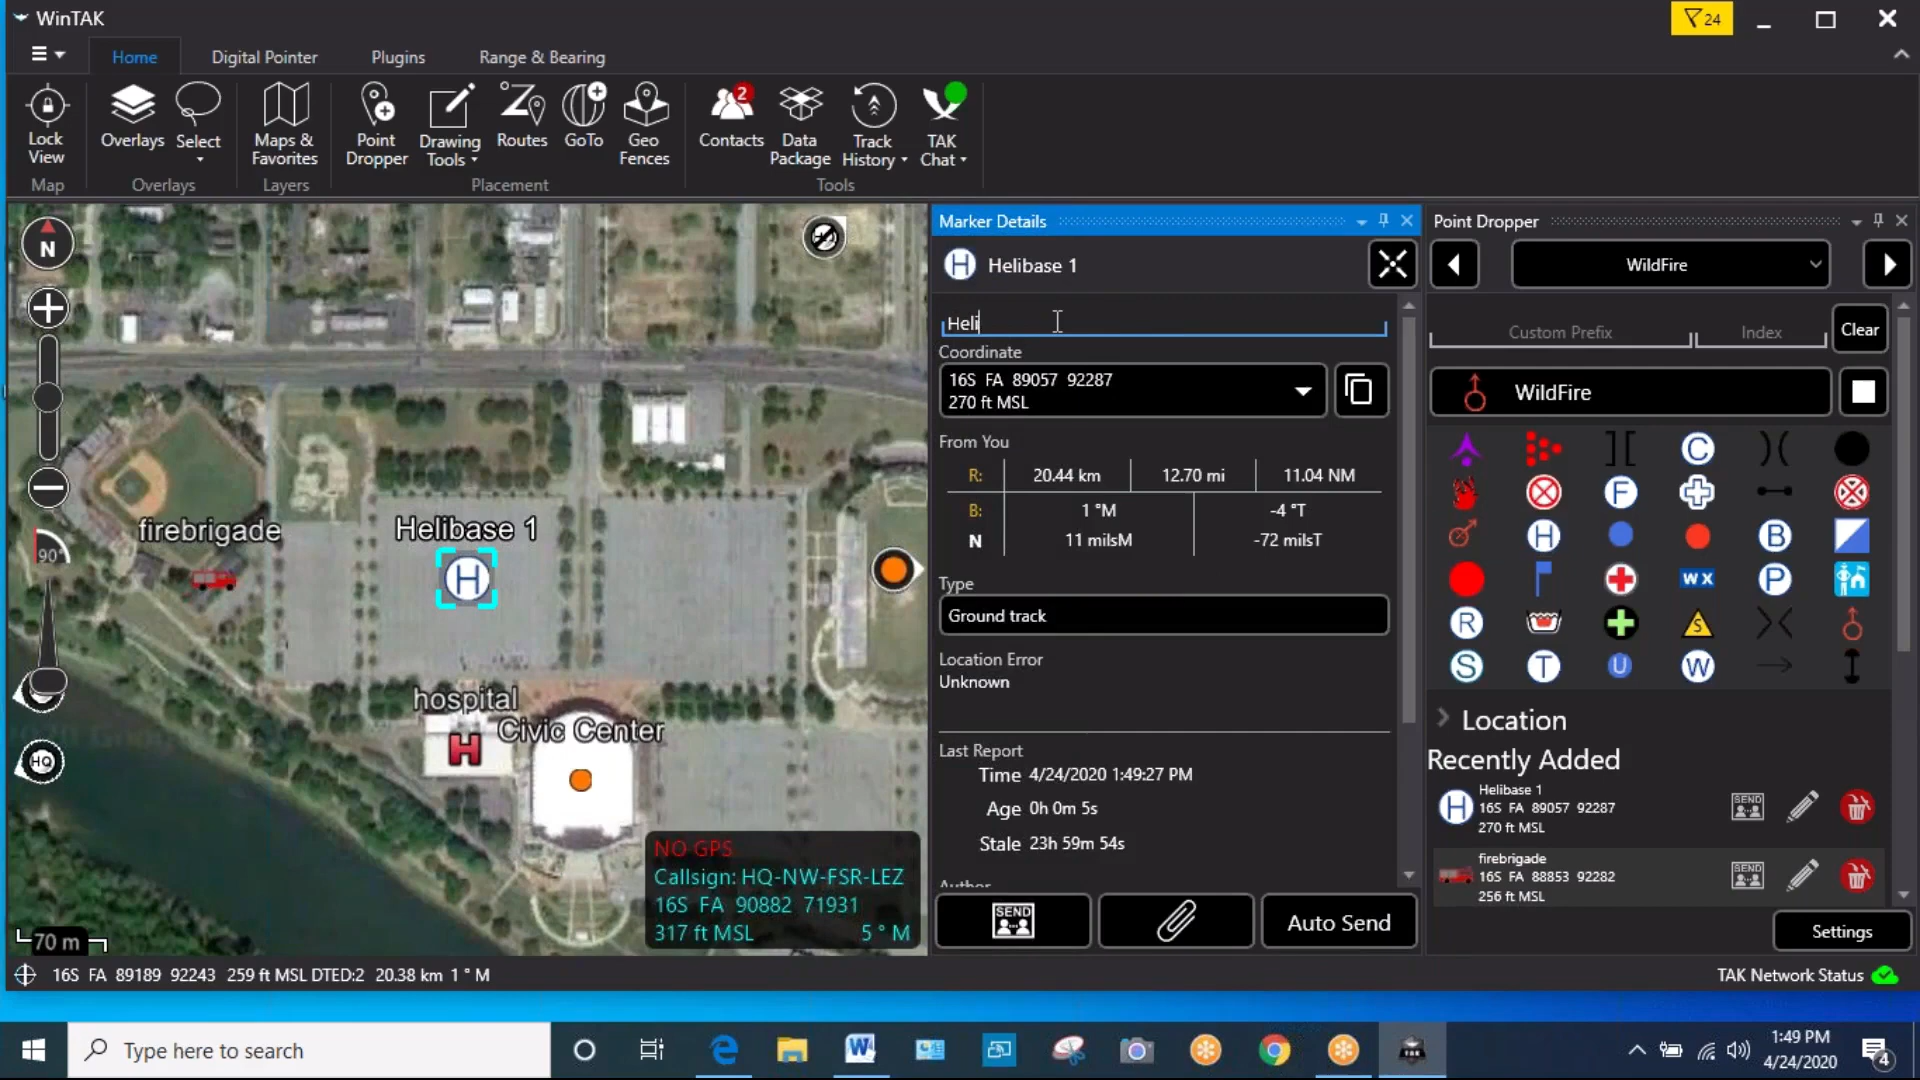 WinTAK
24
Home
Digital Pointer
Plugins
Range & Bearing
Lock
View
Overlays
Select
Maps &
Favorites
Point
Dropper
Drawing
Tools
Routes
GoTo
Geo
Fences
2
Contacts
Data
Package
Track
History
TAK
Chat
Map
Overlays
Layers
Placement
Tools
N
90°
HQ
firebrigade
Helibase 1
H
hospital
H
Civic Center
NO GPS
Callsign: HQ-NW-FSR-LEZ
16S FA 90882 71931
317 ft MSL 5 ° M
70 m
Marker Details
H Helibase 1
Heli
Coordinate
16S FA 89057 92287
270 ft MSL
From You
R: 20.44 km 12.70 mi 11.04 NM
B: 1 °M -4 °T
N 11 milsM -72 milsT
Type
Ground track
Location Error
Unknown
Last Report
Time 4/24/2020 1:49:27 PM
Age 0h 0m 5s
Stale 23h 59m 54s
Author
SEND
Auto Send
Point Dropper
WildFire
Custom Prefix
Index
Clear
WildFire
C
F
H
B
WX
P
R
S
S
T
U
W
Location
Recently Added
H
Helibase 1
16S FA 89057 92287
270 ft MSL
SEND
firebrigade
16S FA 88853 92282
256 ft MSL
SEND
Settings
16S FA 89189 92243 259 ft MSL DTED:2 20.38 km 1 ° M
TAK Network Status
Type here to search
1:49 PM
4/24/2020
4